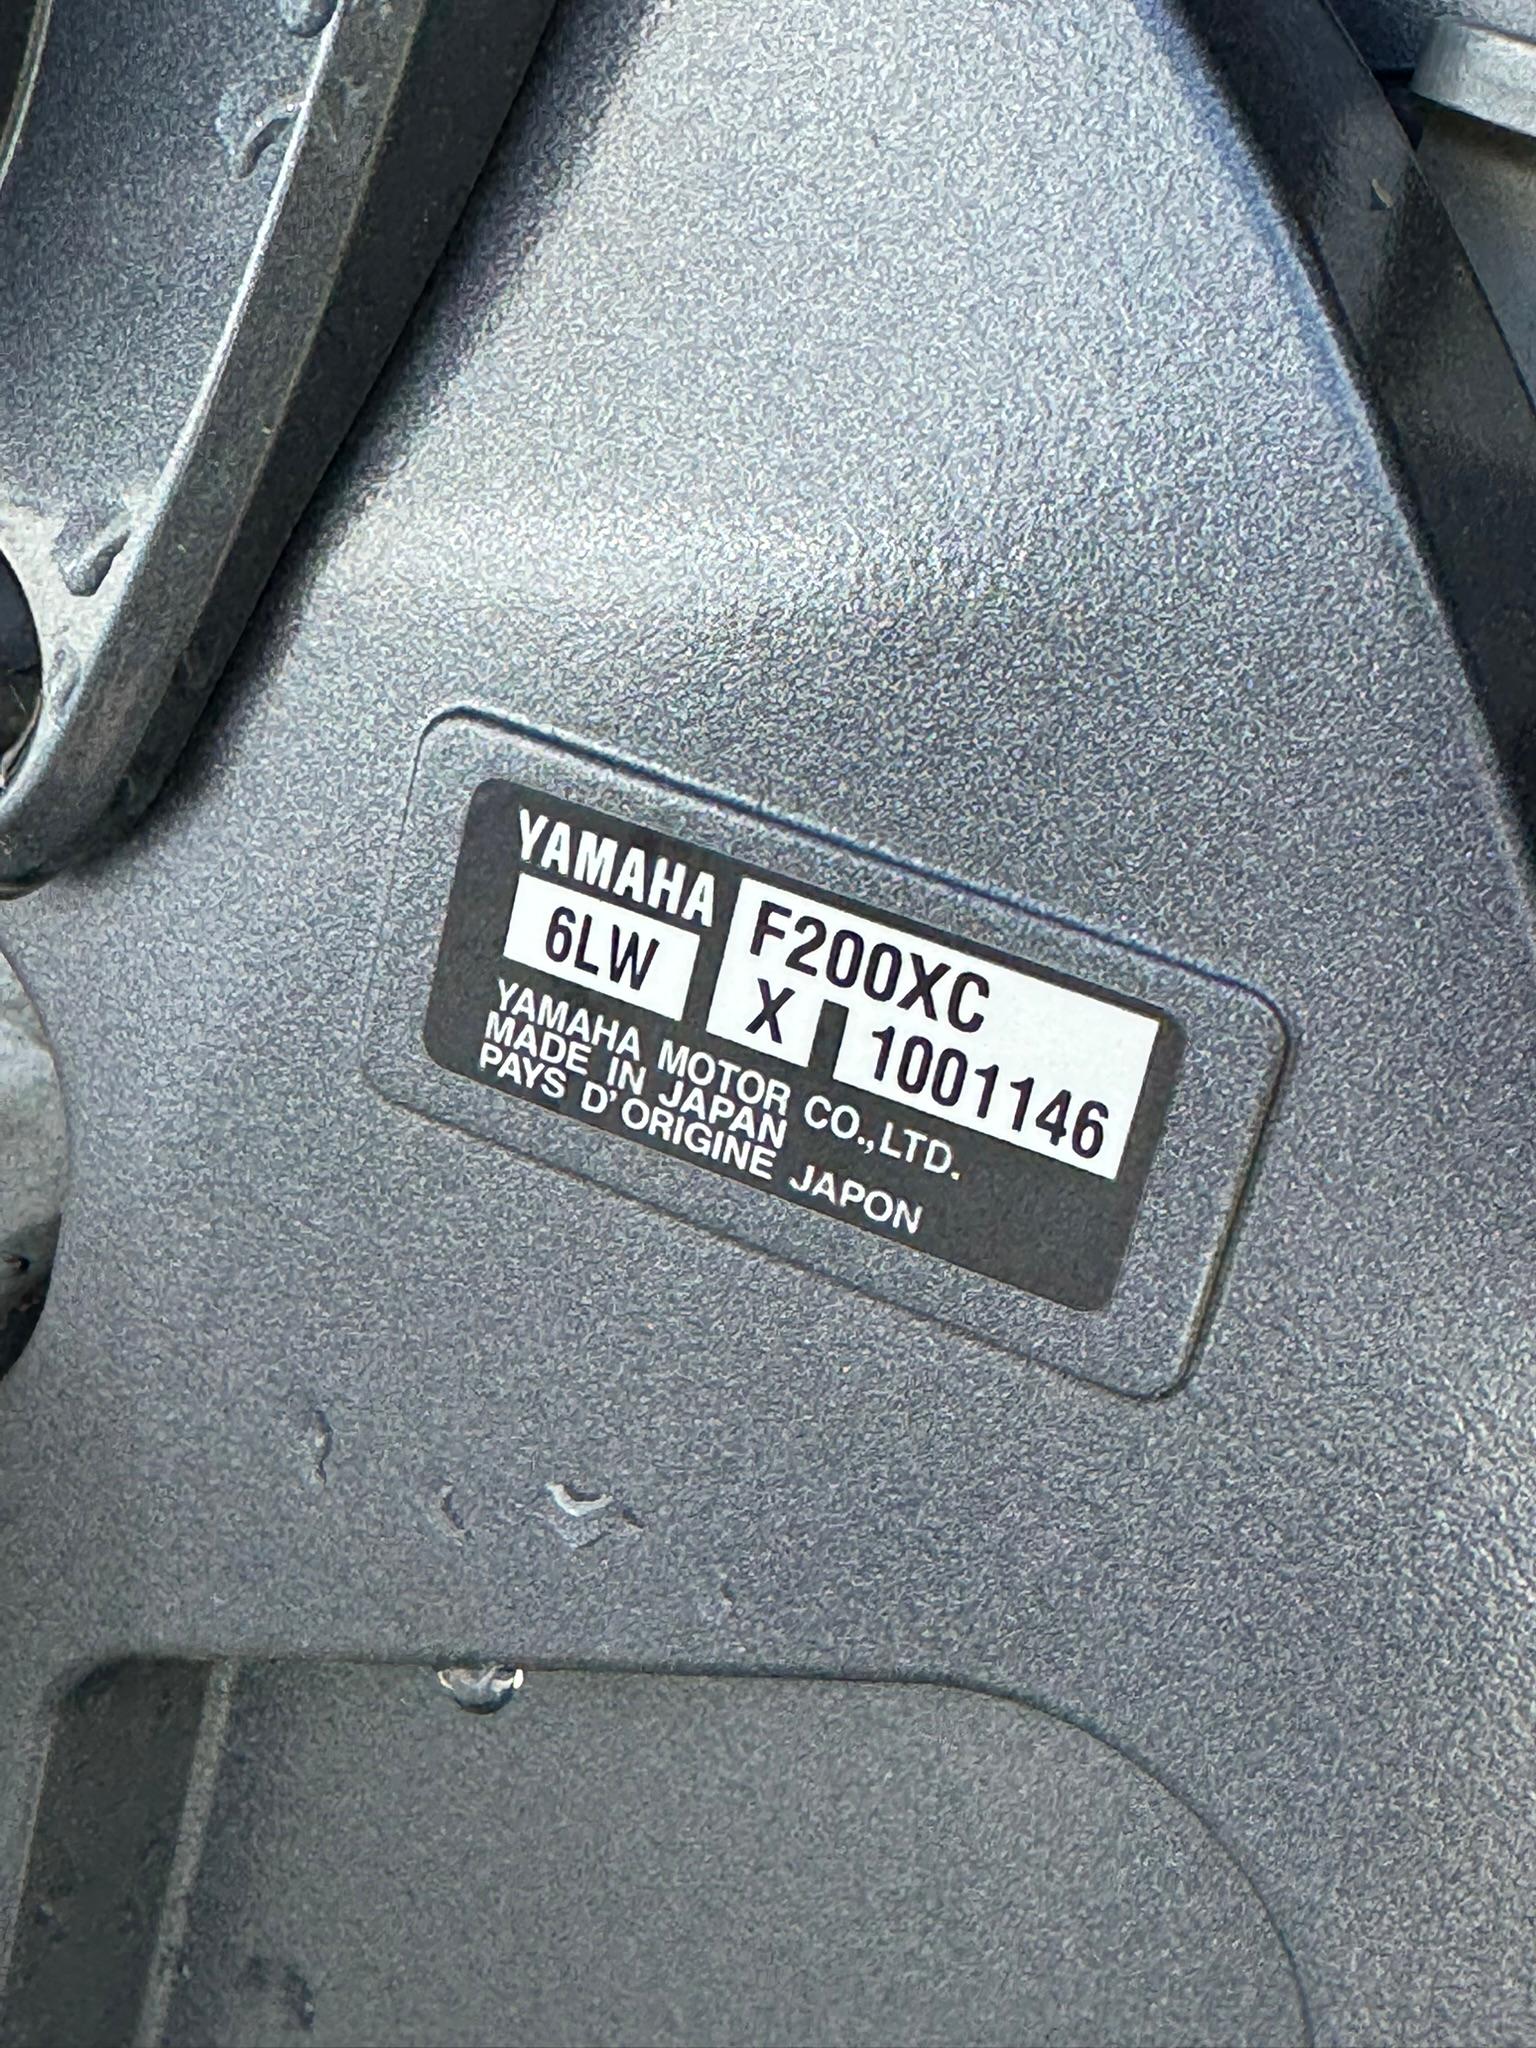 YAMAHA F200XC
6LW X 1001146
YAMAHA MOTOR CO.,LTD.
MADE IN JAPAN
PAYS D'ORIGINE JAPON